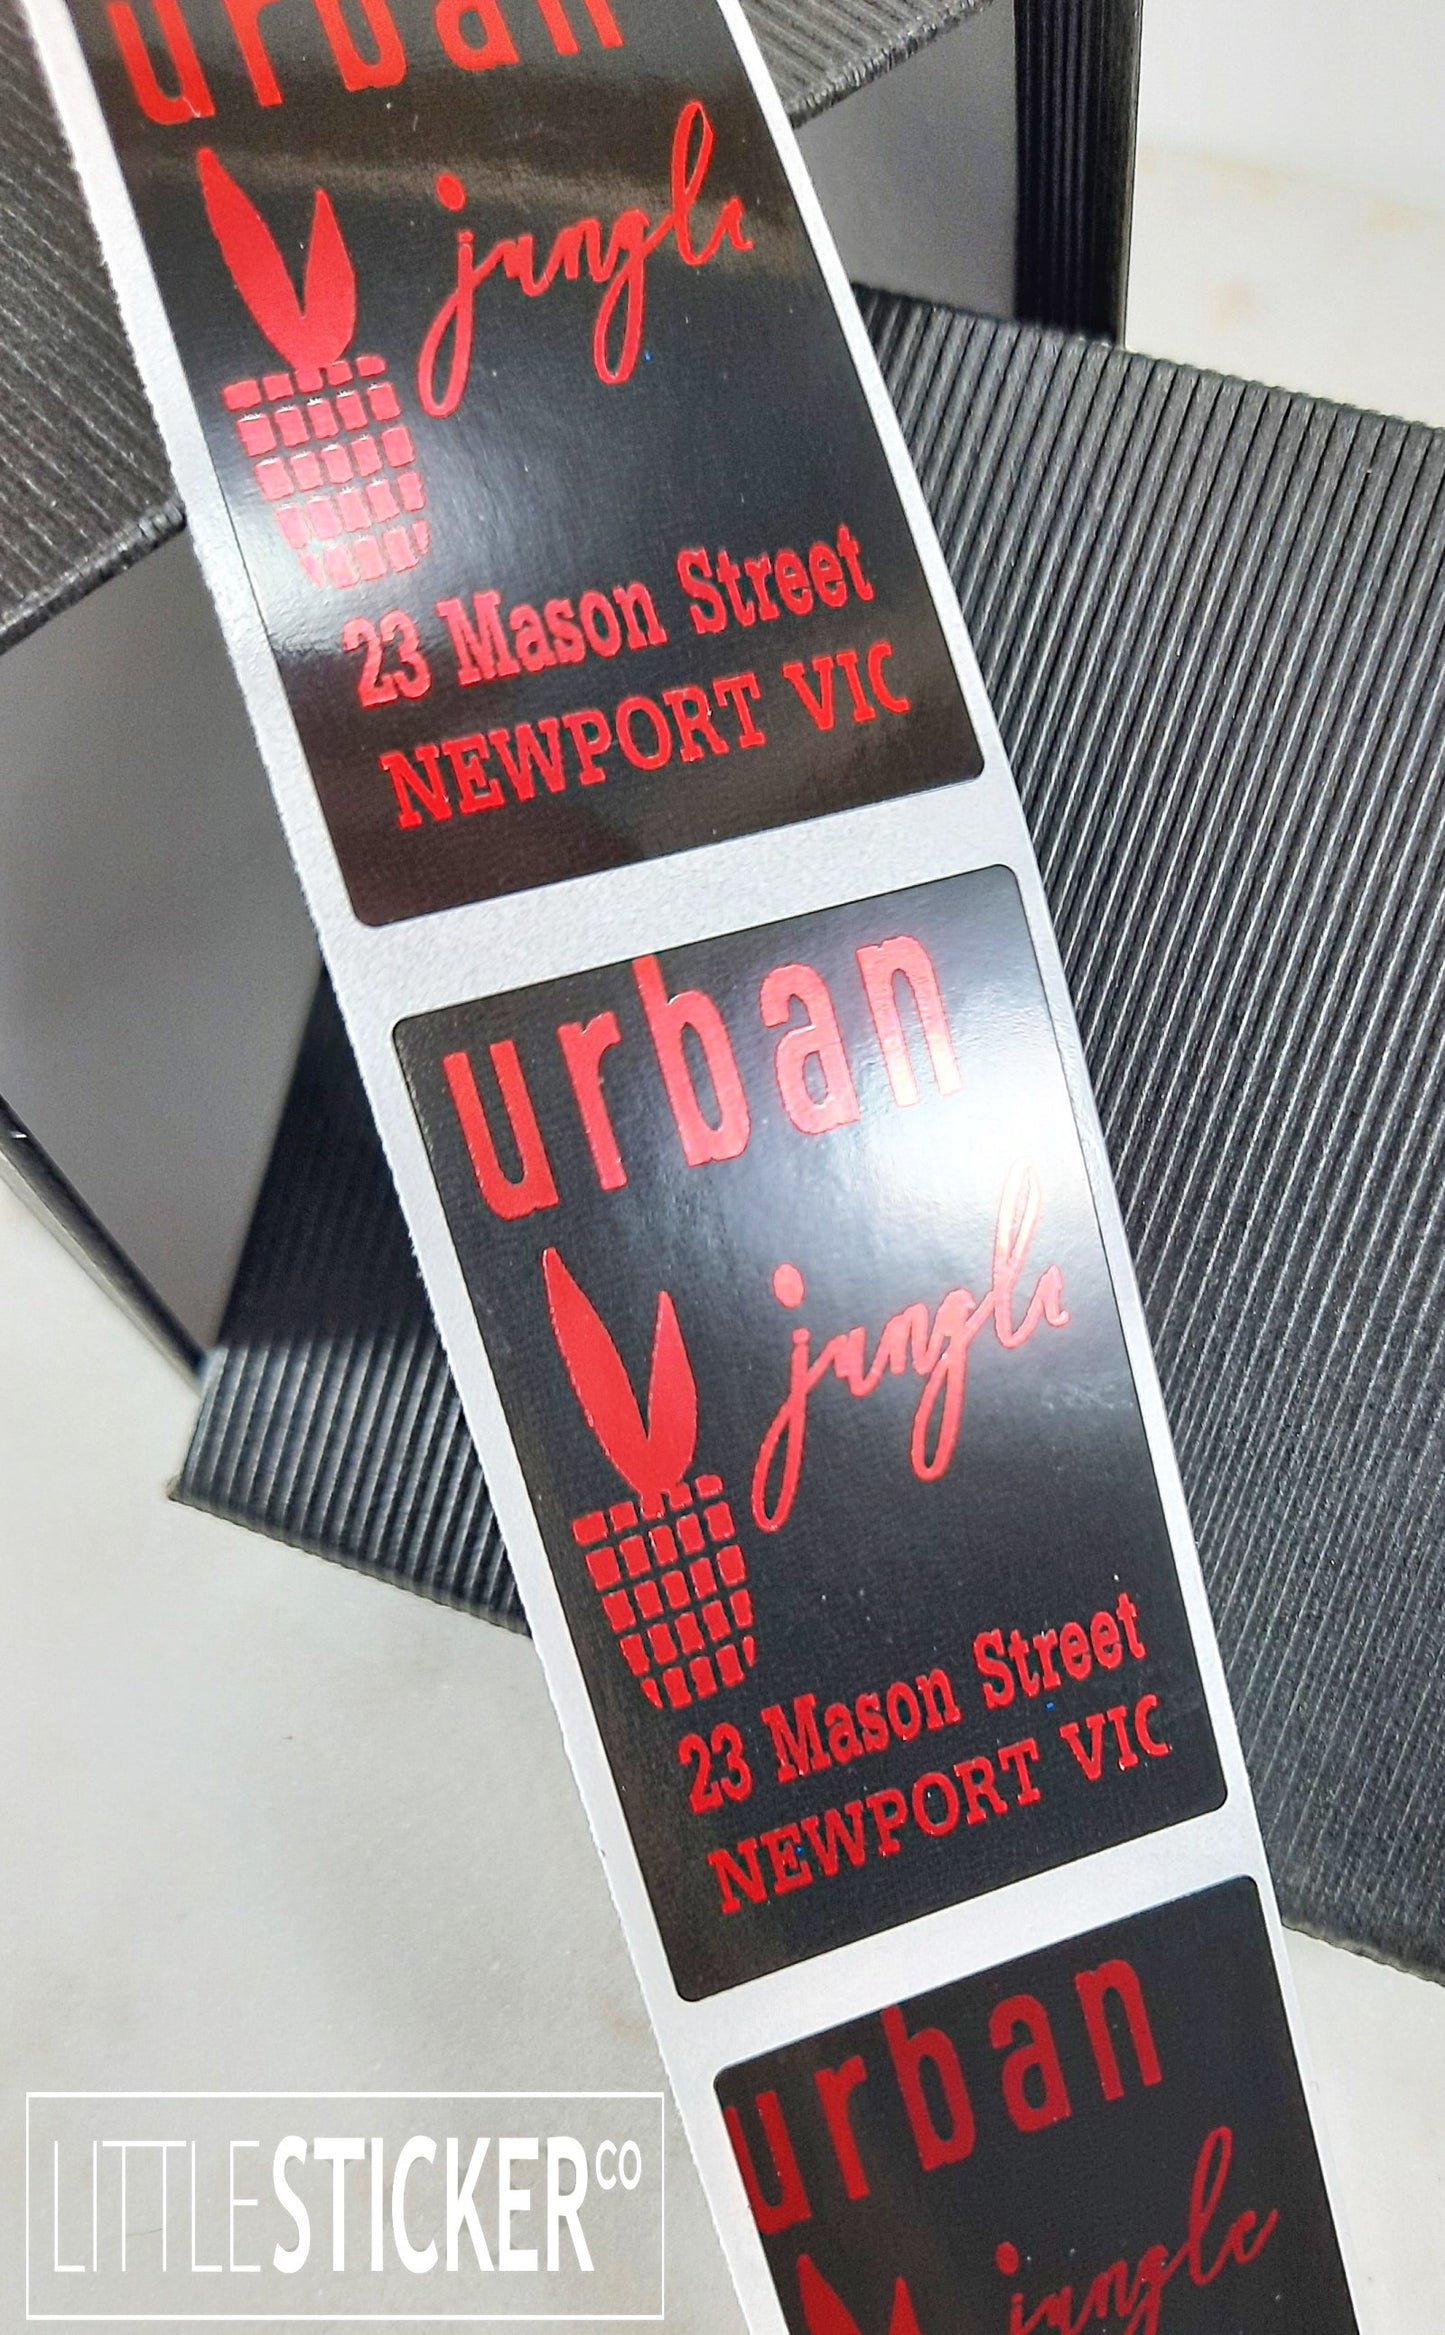 urban
jungle
23 Mason Street
NEWPORT VIC
urban
jungle
23 Mason Street
NEWPORT VIC
urban
jungle
LITTLESTICKERCO